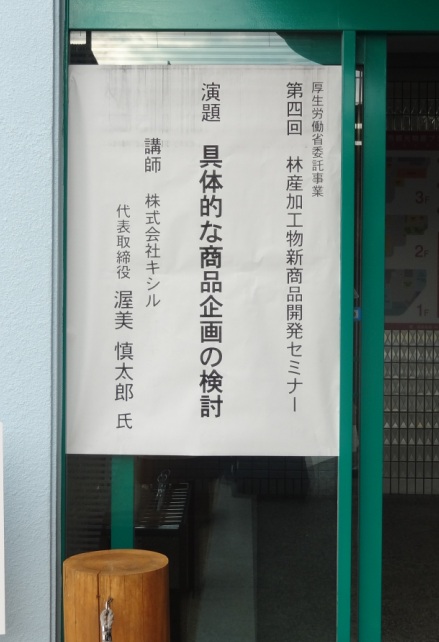 厚生労働省委託事業
第四回 林産加工物新商品開発セミナー
演題 具体的な商品企画の検討
講師 株式会社キシル
代表取締役 渥美 慎太郎 氏
3F
2F
1F